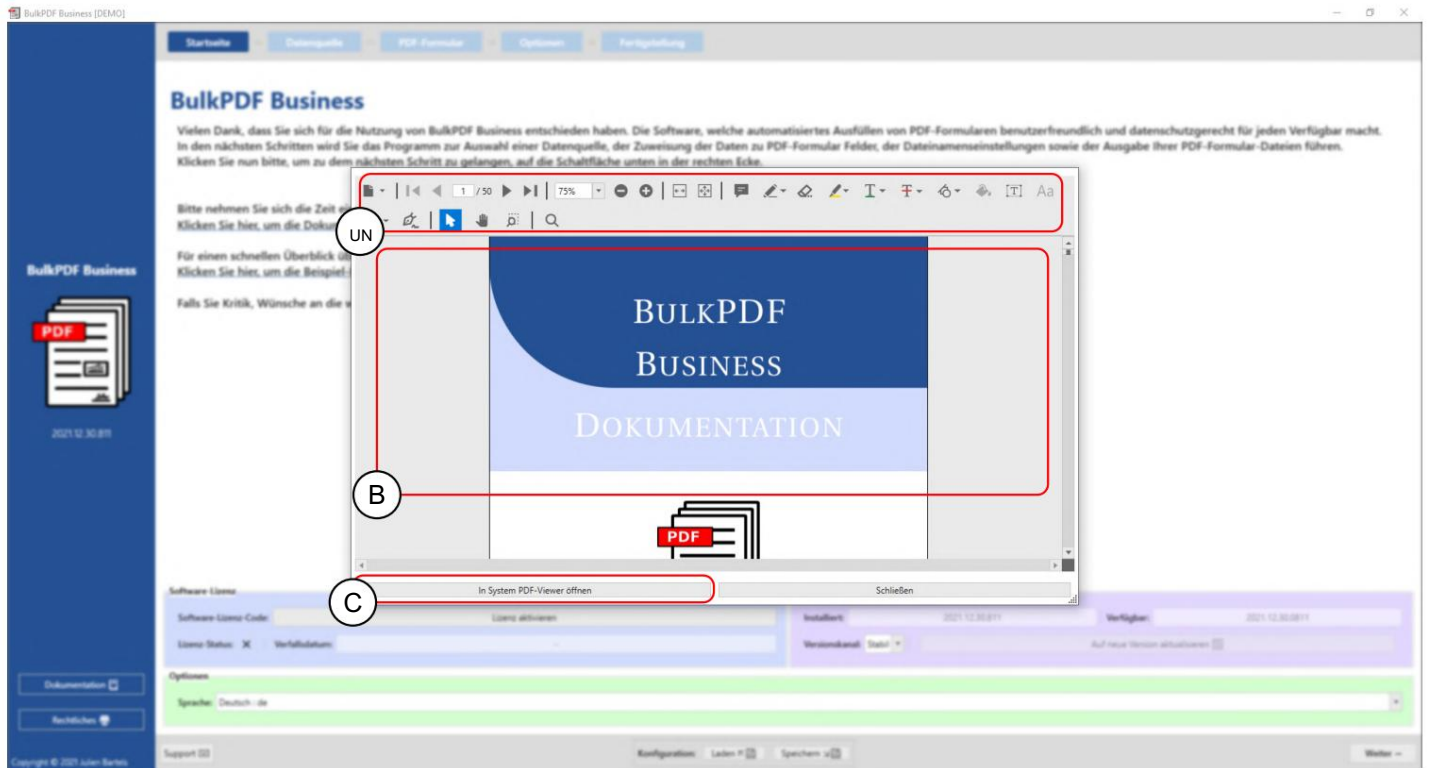 BulkPDF Business [DEMO]
Startseite
Datenquelle
PDF-Formular
Optionen
Fertigstellung
BulkPDF Business
Vielen Dank, dass Sie sich für die Nutzung von BulkPDF Business entschieden haben. Die Software, welche automatisiertes Ausfüllen von PDF-Formularen benutzerfreundlich und datenschutzgerecht für jeden Verfügbar macht.
In den nächsten Schritten wird Sie das Programm zur Auswahl einer Datenquelle, der Zuweisung der Daten zu PDF-Formular Felder, der Dateinamenseinstellungen sowie der Ausgabe Ihrer PDF-Formular-Dateien führen.
Klicken Sie nun bitte, um zu dem nächsten Schritt zu gelangen, auf die Schaltfläche unten in der rechten Ecke.
1 / 50
75%
T
T
[T]
Aa
Bitte nehmen Sie sich die Zeit
Klicken Sie hier, um die
UN
Für einen schnellen Überblick
Klicken Sie hier, um die Beispiel-
Falls Sie Kritik, Wünsche an die
BulkPDF Business
PDF
2021.12.30.811
BULKPDF
BUSINESS
DOKUMENTATION
B
PDF
In System PDF-Viewer öffnen
Schließen
C
Software-Lizenz
Software-Lizenz-Code:
Lizenz aktivieren
Installiert:
2021.12.30.811
Verfügbar:
2021.12.30.0811
Lizenz-Status: X
Verfallsdatum:
-
Versionskanal:
Stabil
Auf neue Version aktualisieren
Optionen
Sprache: Deutsch : de
Dokumentation
Rechtliches
Support
Konfiguration:
Laden
Speichern
Weiter
Copyright © 2021 Julien Bartels